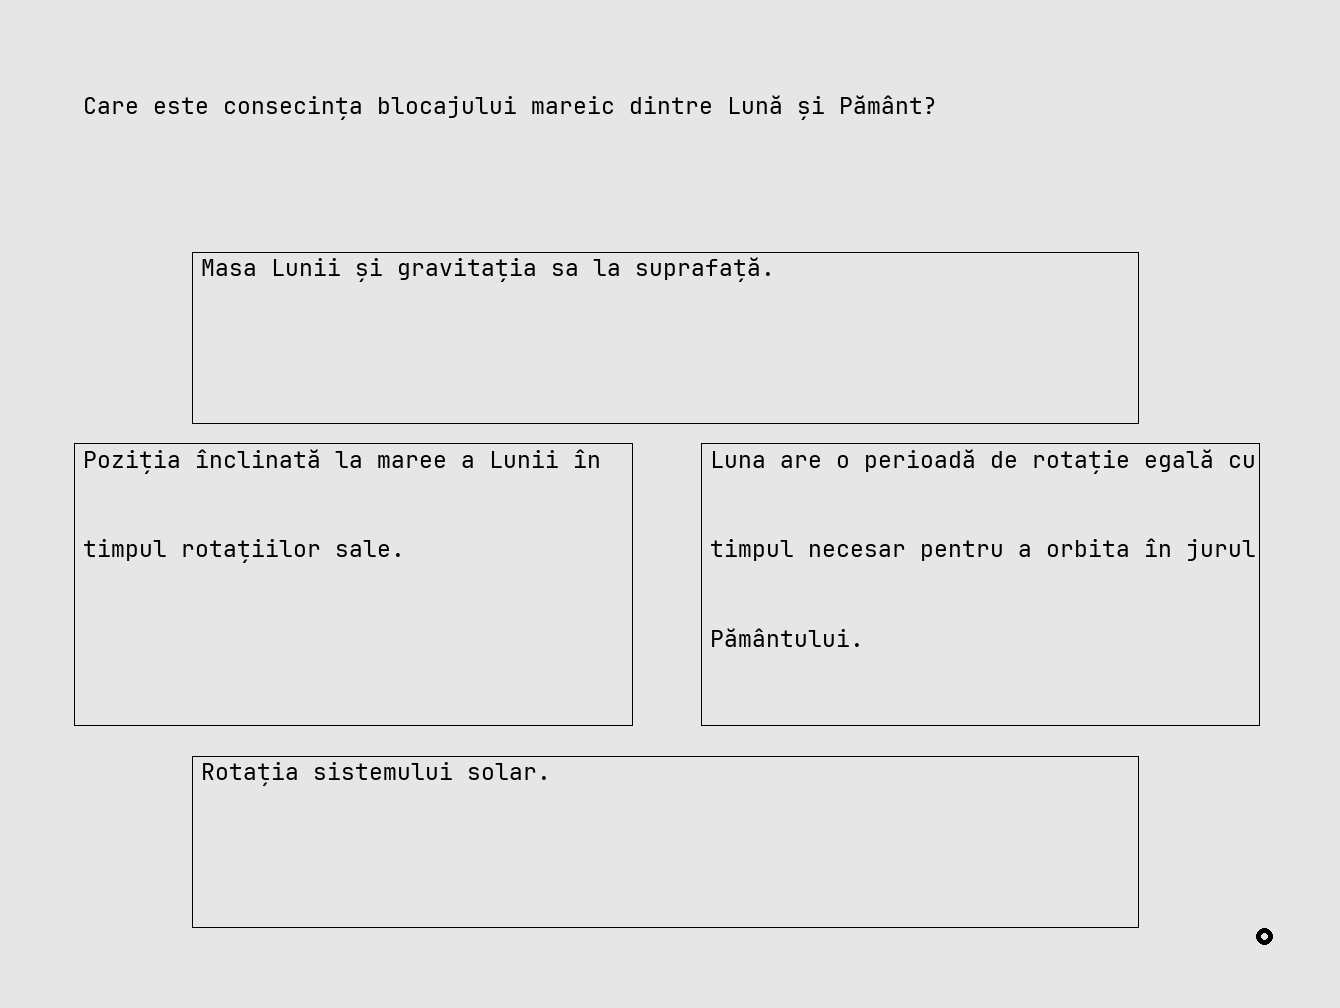 Care este consecința blocajului mareic dintre Lună și Pământ?
Masa Lunii și gravitația sa la suprafață.
Poziția înclinată la maree a Lunii în
timpul rotațiilor sale.
Luna are o perioadă de rotație egală cu
timpul necesar pentru a orbita în jurul
Pământului.
Rotația sistemului solar.